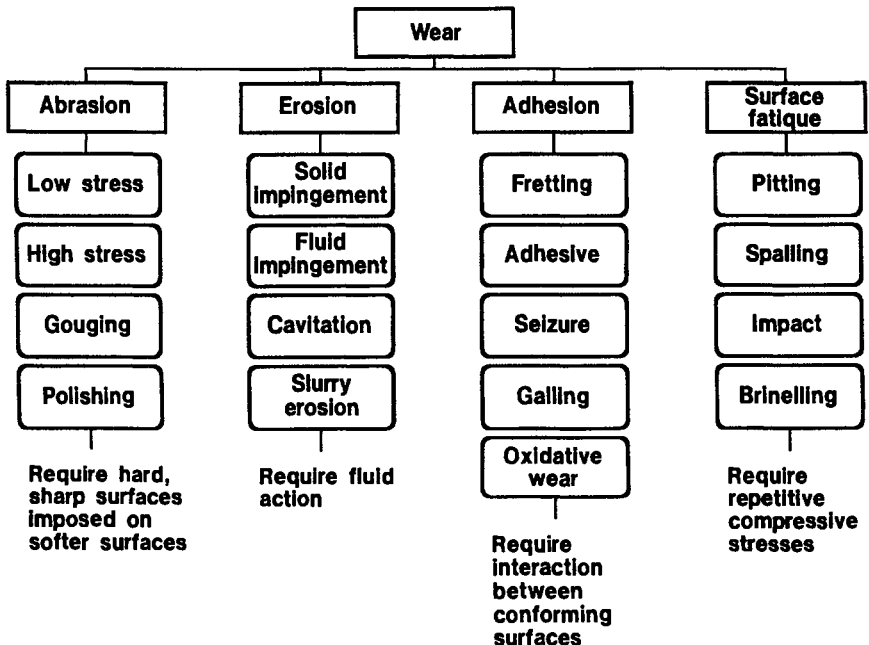 Wear
Abrasion
Low stress
High stress
Gouging
Polishing
Require hard,
sharp surfaces
imposed on
softer surfaces
Erosion
Solid
impingement
Fluid
impingement
Cavitation
Slurry
erosion
Require fluid
action
Adhesion
Fretting
Adhesive
Seizure
Galling
Oxidative
wear
Require
interaction
between
conforming
surfaces
Surface
fatique
Pitting
Spalling
Impact
Brinelling
Require
repetitive
compressive
stresses